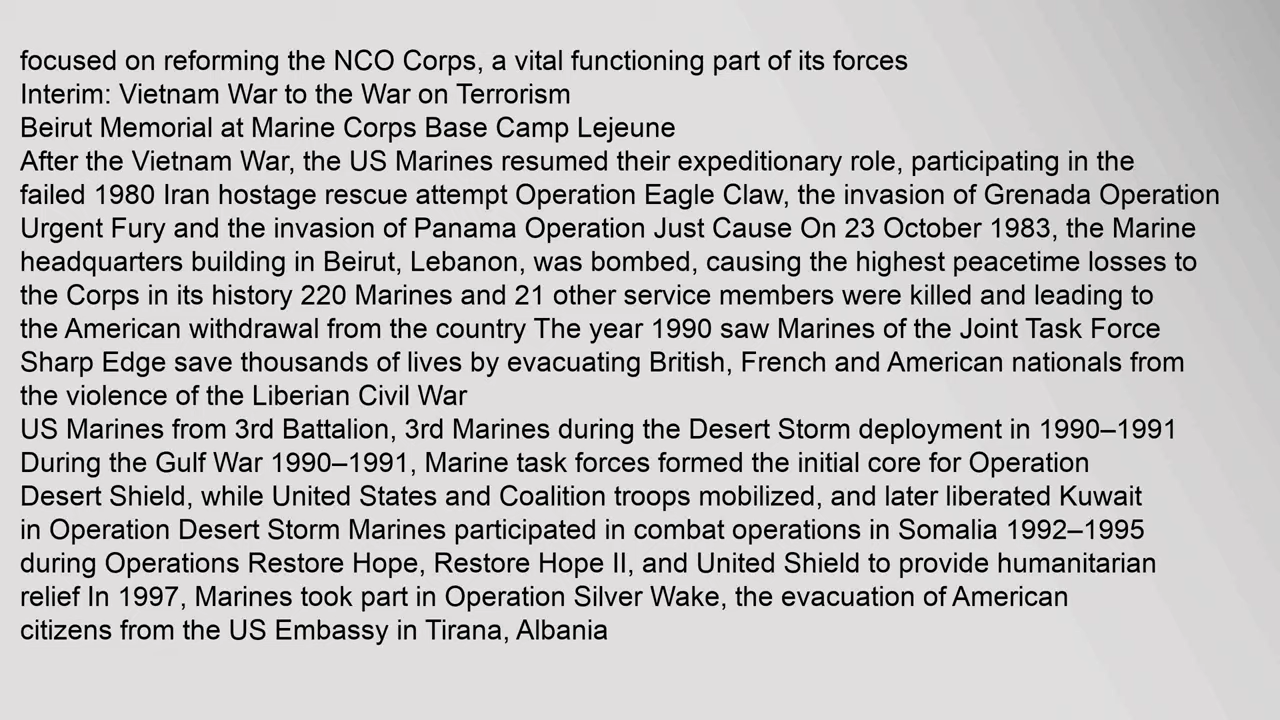 focused on reforming the NCO Corps, a vital functioning part of its forces
Interim: Vietnam War to the War on Terrorism
Beirut Memorial at Marine Corps Base Camp Lejeune
After the Vietnam War, the US Marines resumed their expeditionary role, participating in the
failed 1980 Iran hostage rescue attempt Operation Eagle Claw, the invasion of Grenada Operation
Urgent Fury and the invasion of Panama Operation Just Cause On 23 October 1983, the Marine
headquarters building in Beirut, Lebanon, was bombed, causing the highest peacetime losses to
the Corps in its history 220 Marines and 21 other service members were killed and leading to
the American withdrawal from the country The year 1990 saw Marines of the Joint Task Force
Sharp Edge save thousands of lives by evacuating British, French and American nationals from
the violence of the Liberian Civil War
US Marines from 3rd Battalion, 3rd Marines during the Desert Storm deployment in 1990–1991
During the Gulf War 1990–1991, Marine task forces formed the initial core for Operation
Desert Shield, while United States and Coalition troops mobilized, and later liberated Kuwait
in Operation Desert Storm Marines participated in combat operations in Somalia 1992–1995
during Operations Restore Hope, Restore Hope II, and United Shield to provide humanitarian
relief In 1997, Marines took part in Operation Silver Wake, the evacuation of American
citizens from the US Embassy in Tirana, Albania